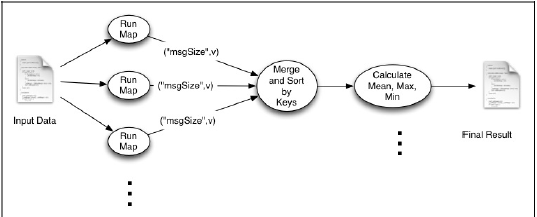 Run
Map
("msgSize",v)
Run
Map
("msgSize",v)
Merge
and Sort
by
Keys
Calculate
Mean, Max,
Min
Input Data
("msgSize",v)
Run
Map
Final Result